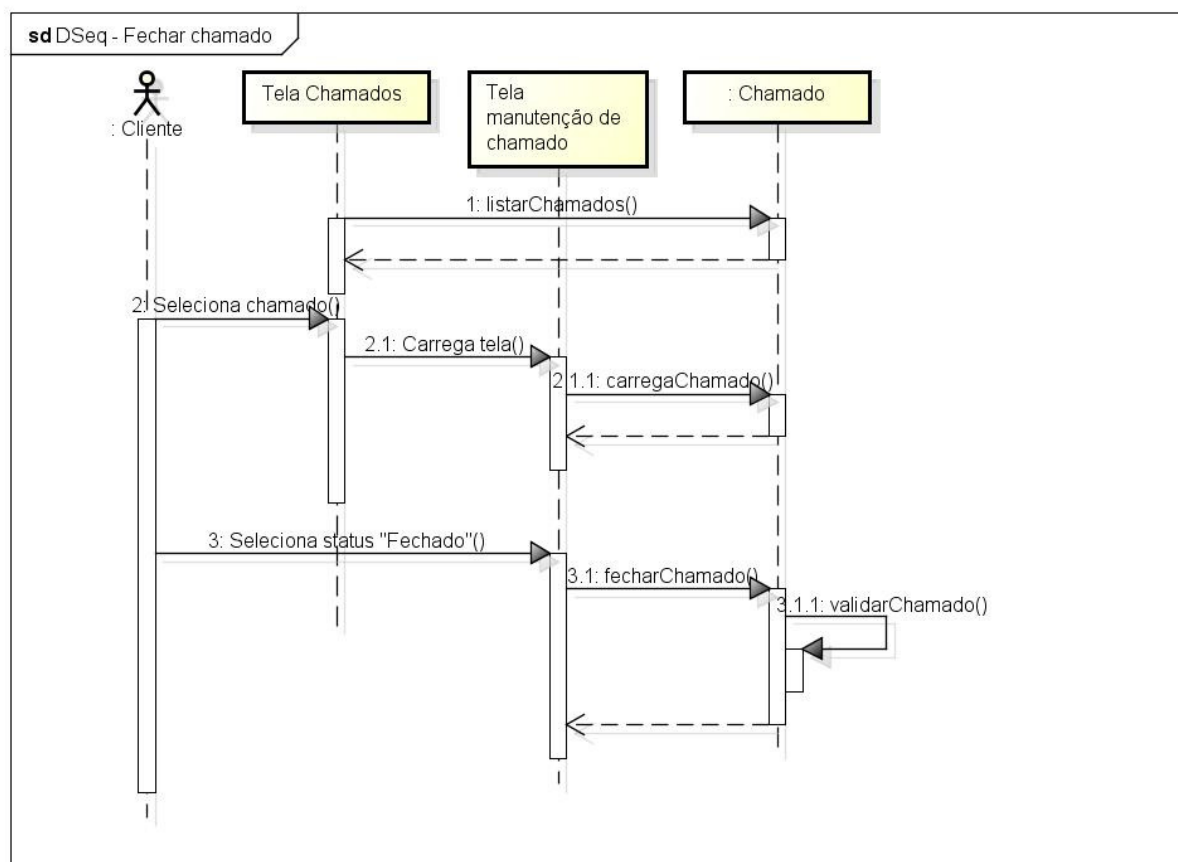 sd DSeq - Fechar chamado
: Cliente
Tela Chamados
Tela
manutenção de
chamado
: Chamado
1: listarChamados()
2: Seleciona chamado()
2.1: Carrega tela()
2.1.1: carregaChamado()
3: Seleciona status "Fechado"()
3.1: fecharChamado()
3.1.1: validarChamado()